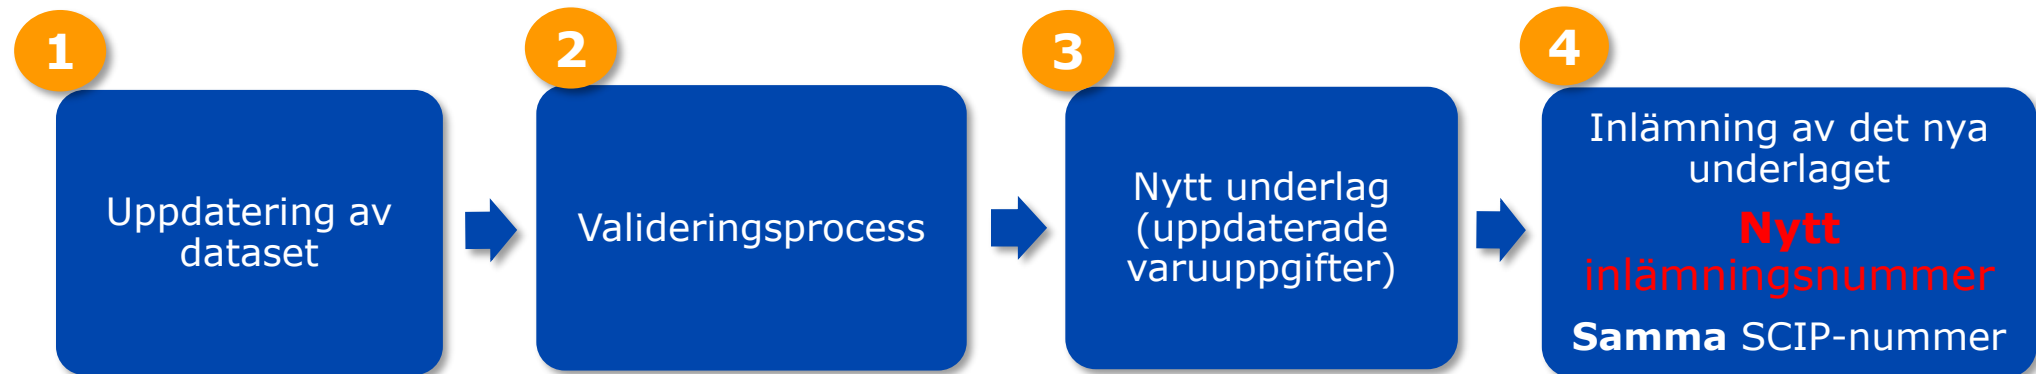 1
Uppdatering av
dataset
2
Valideringsprocess
3
Nytt underlag
(uppdaterade
varuuppgifter)
4
Inlämning av det nya
underlaget
Nytt
inlämningsnummer
Samma SCIP-nummer